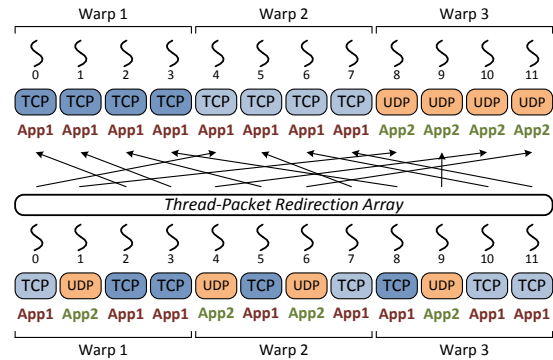 Warp 1 Warp 2 Warp 3
0 1 2 3 4 5 6 7 8 9 10 11
TCP TCP TCP TCP TCP TCP TCP TCP UDP UDP UDP UDP
App1 App1 App1 App1 App1 App1 App1 App1 App2 App2 App2 App2
Thread-Packet Redirection Array
0 1 2 3 4 5 6 7 8 9 10 11
TCP UDP TCP TCP UDP TCP UDP TCP TCP UDP TCP TCP
App1 App2 App1 App1 App2 App1 App2 App1 App1 App2 App1 App1
Warp 1 Warp 2 Warp 3